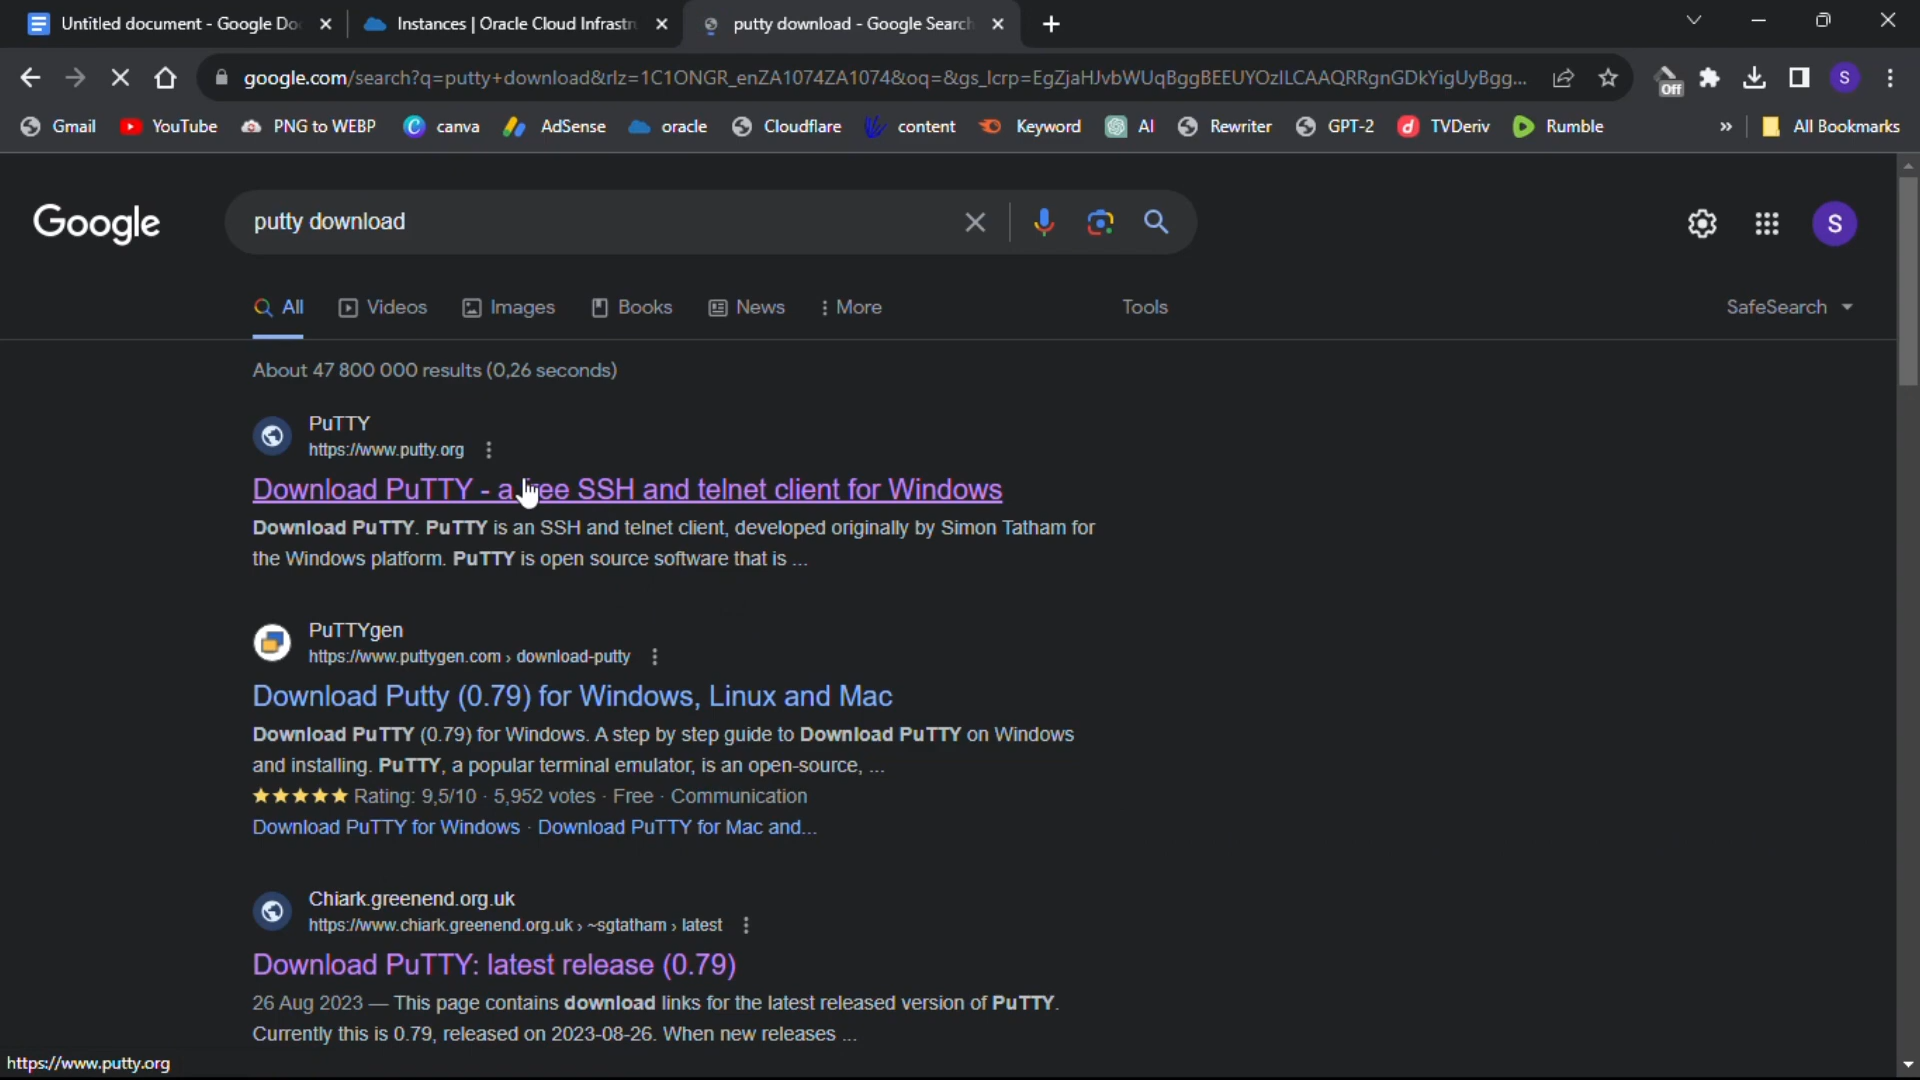 Untitled document - Google Do
Instances | Oracle Cloud Infrastr
putty download - Google Search
google.com/search?q=putty+download&rlz=1C1ONGR_enZA1074ZA1074&oq=&gs_lcrp=EgZjaHJvbWUqBggBEEUYOzILCAAQRRgnGDkYigUyBgg...
Off
S
Gmail
YouTube
PNG to WEBP
canva
AdSense
oracle
Cloudflare
content
Keyword
AI
Rewriter
GPT-2
TVDeriv
Rumble
»
All Bookmarks
Google
putty download
S
All
Videos
Images
Books
News
More
Tools
SafeSearch
About 47 800 000 results (0,26 seconds)
PuTTY
https://www.putty.org
Download PuTTY - a free SSH and telnet client for Windows
Download PuTTY. PuTTY is an SSH and telnet client, developed originally by Simon Tatham for
the Windows platform. PuTTY is open source software that is ...
PuTTYgen
https://www.puttygen.com › download-putty
Download Putty (0.79) for Windows, Linux and Mac
Download PuTTY (0.79) for Windows. A step by step guide to Download PuTTY on Windows
and installing. PuTTY, a popular terminal emulator, is an open-source, ...
★★★★★ Rating: 9,5/10 · 5,952 votes · Free · Communication
Download PuTTY for Windows · Download PuTTY for Mac and...
Chiark.greenend.org.uk
https://www.chiark.greenend.org.uk › ~sgtatham › latest
Download PuTTY: latest release (0.79)
26 Aug 2023 — This page contains download links for the latest released version of PuTTY.
Currently this is 0.79, released on 2023-08-26. When new releases ...
https://www.putty.org